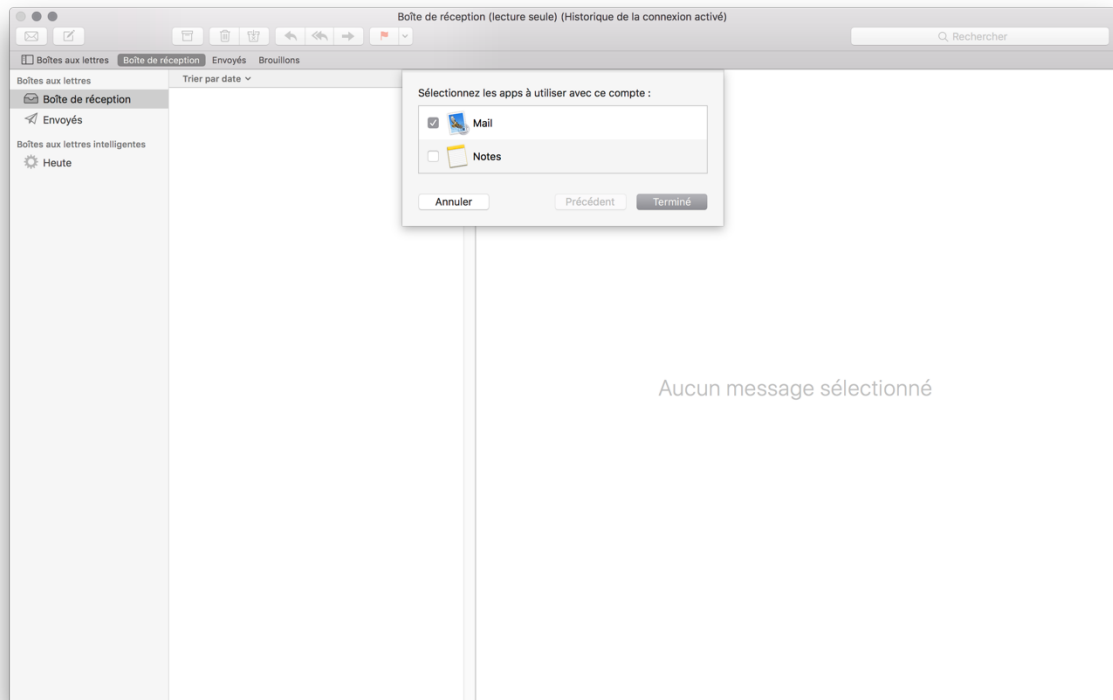 Boîte de réception (lecture seule) (Historique de la connexion activé)
Rechercher
Boîtes aux lettres Boîte de réception Envoyés Brouillons
Boîtes aux lettres
Boîte de réception
Envoyés
Boîtes aux lettres intelligentes
Heute
Trier par date
Sélectionnez les apps à utiliser avec ce compte :
Mail
Notes
Annuler Précédent Terminé
Aucun message sélectionné